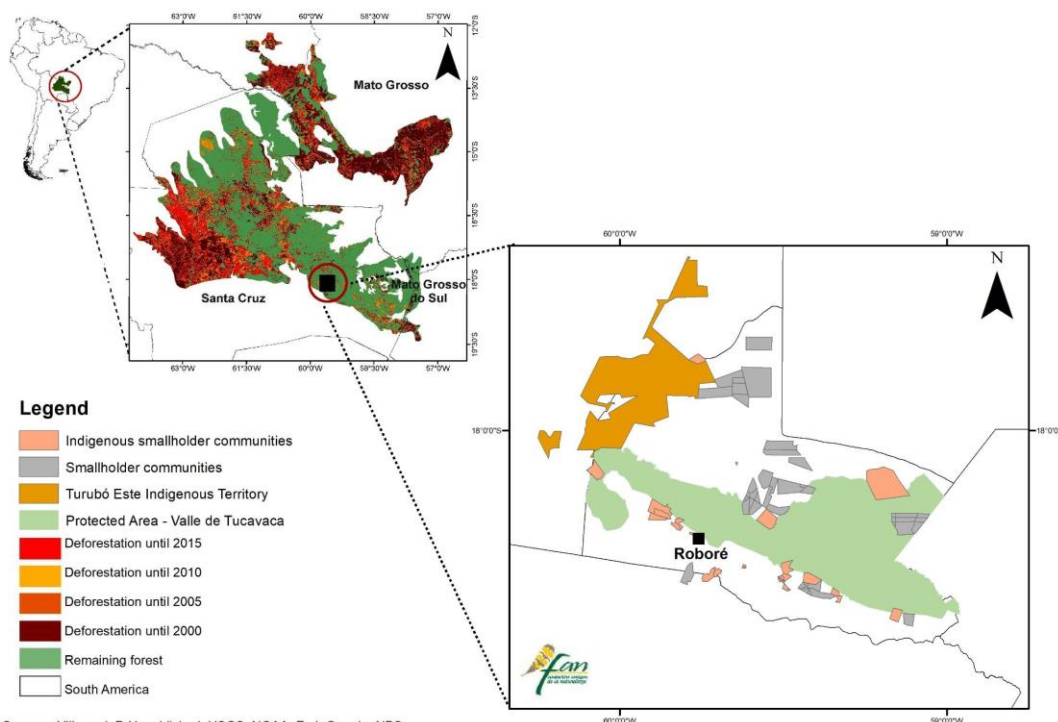 63°0'W
61°30'W
60°0'W
58°30'W
57°0'W
12°0'S
13°30'S
15°0'S
16°30'S
18°0'S
19°30'S
N
Mato Grosso
Santa Cruz
Mato Grosso
do Sul
63°0'W
61°30'W
60°0'W
58°30'W
57°0'W
Legend
Indigenous smallholder communities
Smallholder communities
Turubó Este Indigenous Territory
Protected Area - Valle de Tucavaca
Deforestation until 2015
Deforestation until 2010
Deforestation until 2005
Deforestation until 2000
Remaining forest
South America
60°0'0"W
59°0'0"W
N
18°0'0"S
18°0'0"S
Roboré
fan
60°0'0"W
59°0'0"W